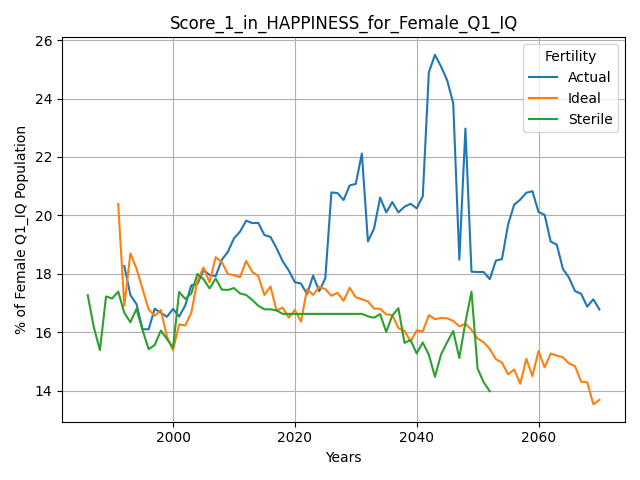 Score_1_in_HAPPINESS_for_Female_Q1_IQ
% of Female Q1_IQ Population
26
24
22
20
18
16
14
Fertility
Actual
Ideal
Sterile
2000
2020
2040
2060
Years